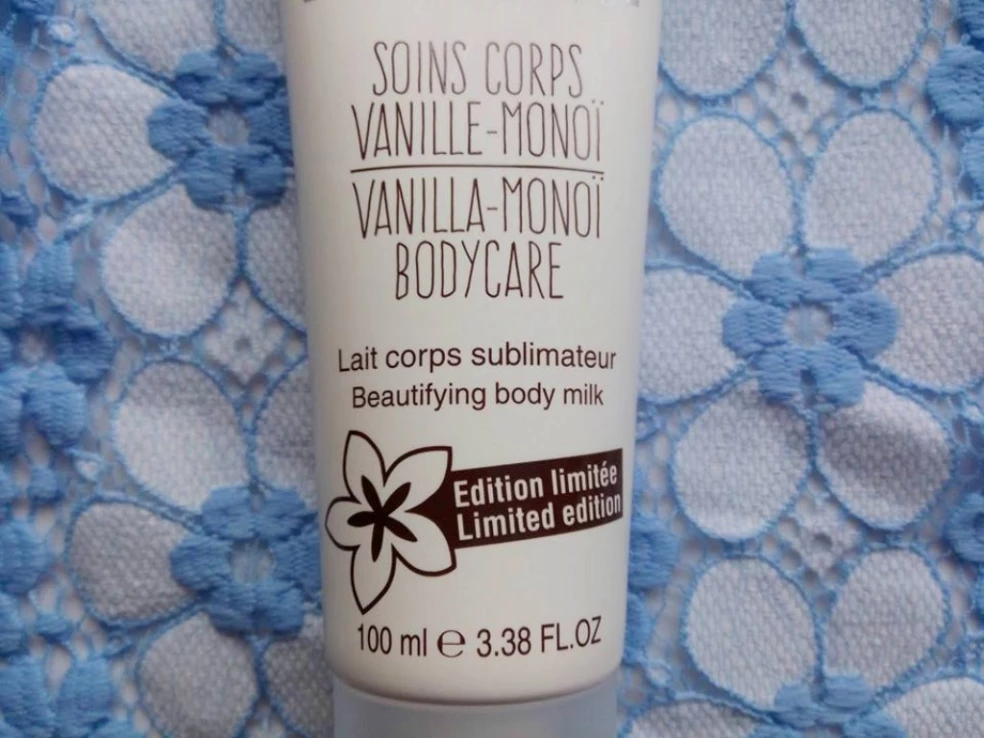 SOINS CORPS
VANILLE-MONOÏ
VANILLA-MONOÏ
BODYCARE
Lait corps sublimateur
Beautifying body milk
Edition limitée
Limited edition
100 ml ℮ 3.38 FL.OZ